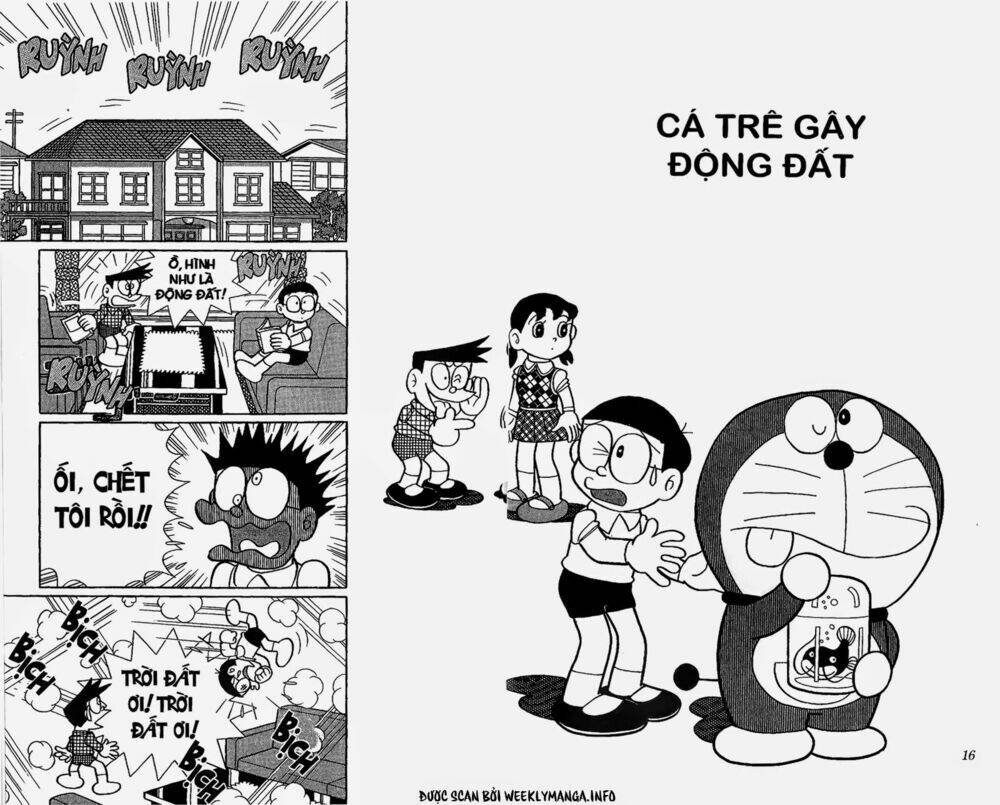 CÁ TRÊ GÂY
ĐỘNG ĐẤT
RUỲNH
RUỲNH
RUỲNH
Ồ, HÌNH
NHƯ LÀ
ĐỘNG ĐẤT!
RUỲNH
RUỲNH
ỐI, CHẾT
TÔI RỒI!!
BỊCH
BỊCH
TRỜI ĐẤT
ƠI! TRỜI
ĐẤT ƠI!
BỊCH
BỊCH
16
ĐƯỢC SCAN BỞI WEEKLYMANGA.INFO